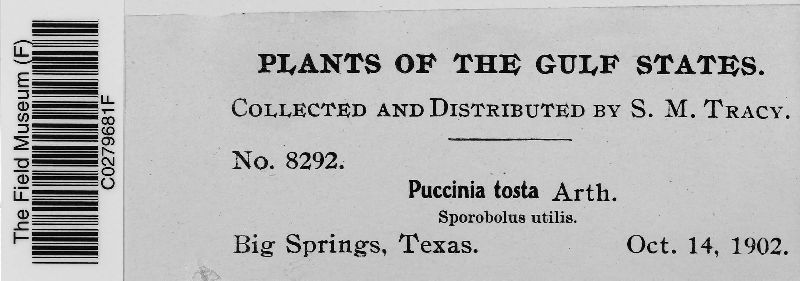 The Field Museum (F)
C0279681F
PLANTS OF THE GULF STATES.
COLLECTED AND DISTRIBUTED BY S. M. TRACY.
No. 8292.
Puccinia tosta Arth.
Sporobolus utilis.
Big Springs, Texas. Oct. 14, 1902.